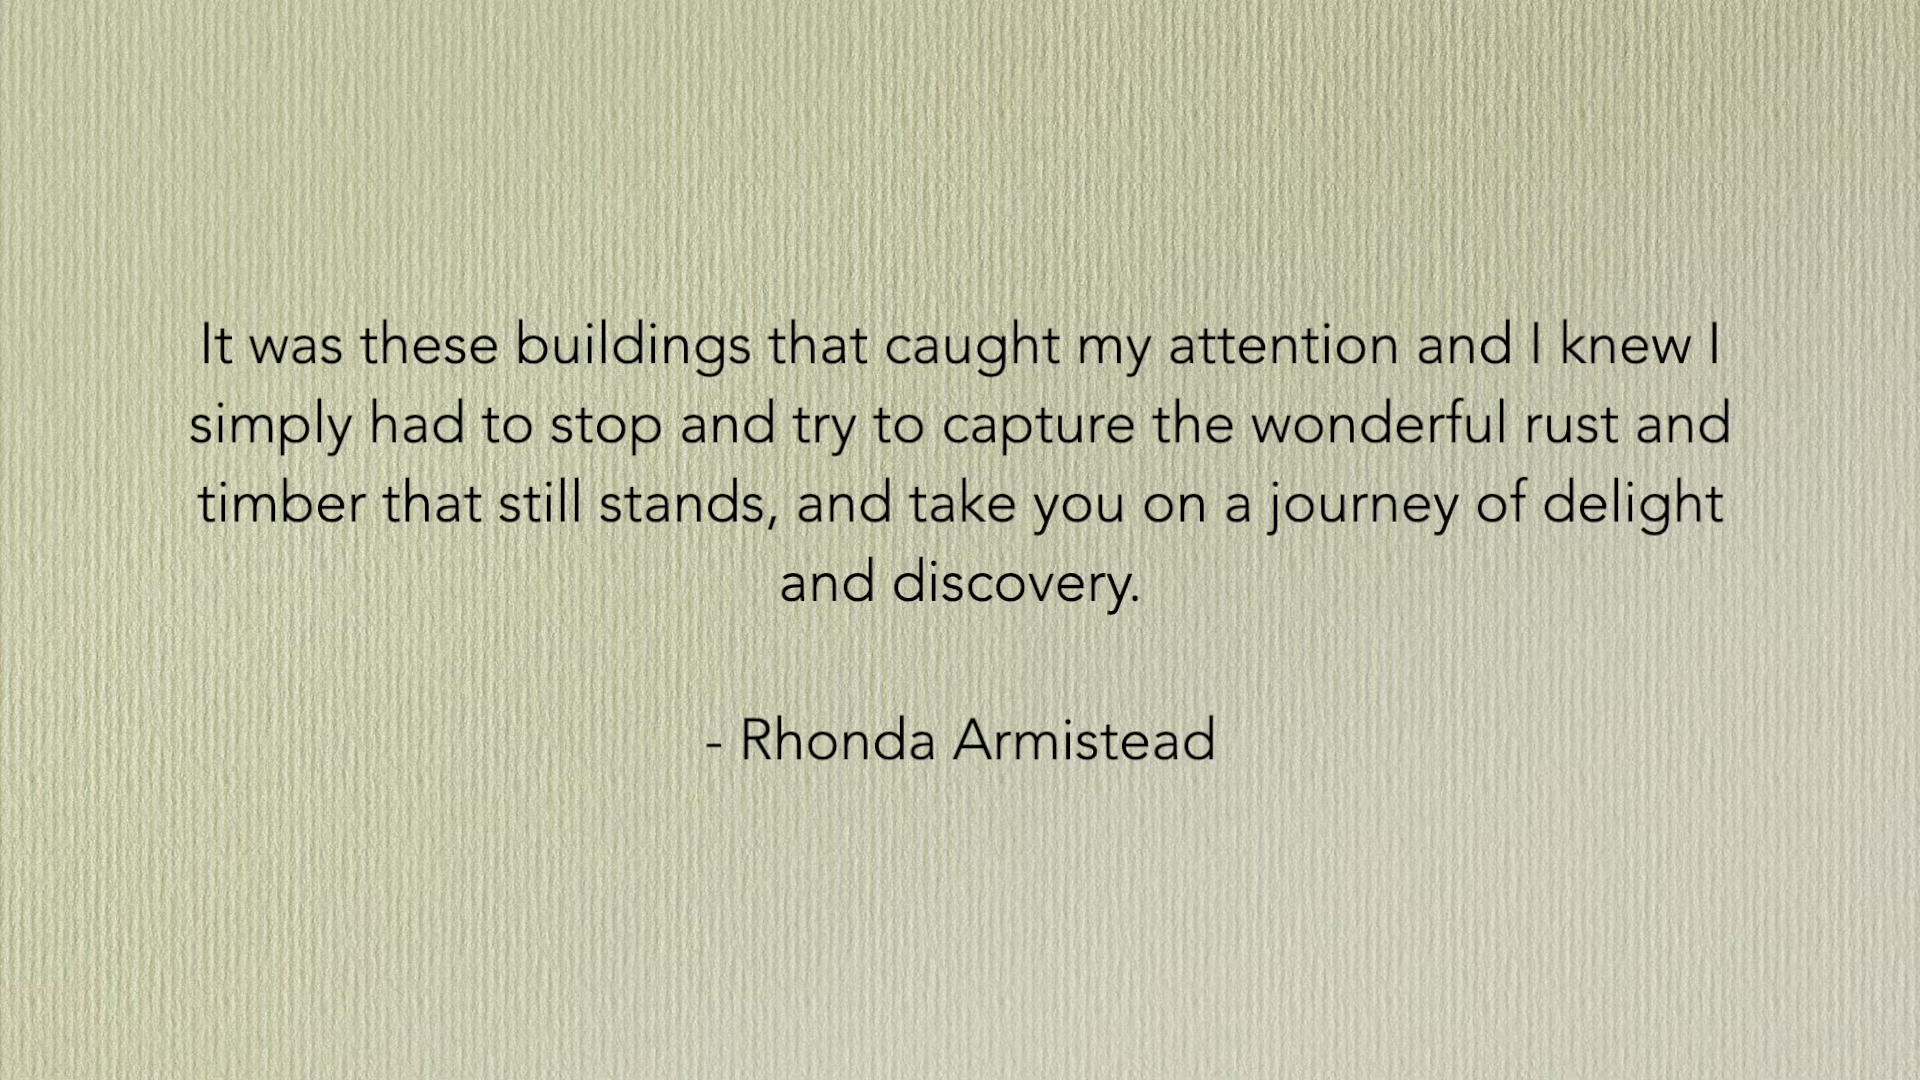 It was these buildings that caught my attention and I knew I
simply had to stop and try to capture the wonderful rust and
timber that still stands, and take you on a journey of delight
and discovery.
- Rhonda Armistead